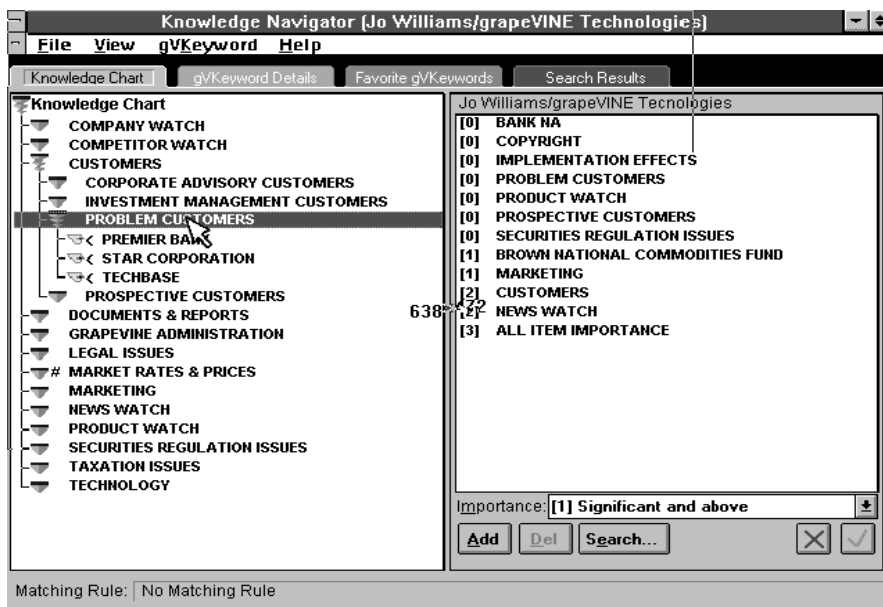 Knowledge Navigator (Jo Williams/grapeVINE Technologies)
File View gVKeyword Help
Knowledge Chart gVKeyword Details Favorite gVKeywords Search Results
Knowledge Chart
COMPANY WATCH
COMPETITOR WATCH
CUSTOMERS
CORPORATE ADVISORY CUSTOMERS
INVESTMENT MANAGEMENT CUSTOMERS
PROBLEM CUSTOMERS
< PREMIER BANK
< STAR CORPORATION
< TECHBASE
PROSPECTIVE CUSTOMERS
DOCUMENTS & REPORTS
GRAPEVINE ADMINISTRATION
LEGAL ISSUES
# MARKET RATES & PRICES
MARKETING
NEWS WATCH
PRODUCT WATCH
SECURITIES REGULATION ISSUES
TAXATION ISSUES
TECHNOLOGY
638
Jo Williams/grapeVINE Tecnologies
[0] BANK NA
[0] COPYRIGHT
[0] IMPLEMENTATION EFFECTS
[0] PROBLEM CUSTOMERS
[0] PRODUCT WATCH
[0] PROSPECTIVE CUSTOMERS
[0] SECURITIES REGULATION ISSUES
[1] BROWN NATIONAL COMMODITIES FUND
[1] MARKETING
[2] CUSTOMERS
[2] NEWS WATCH
[3] ALL ITEM IMPORTANCE
Importance: [1] Significant and above
Add Del Search...
Matching Rule: No Matching Rule